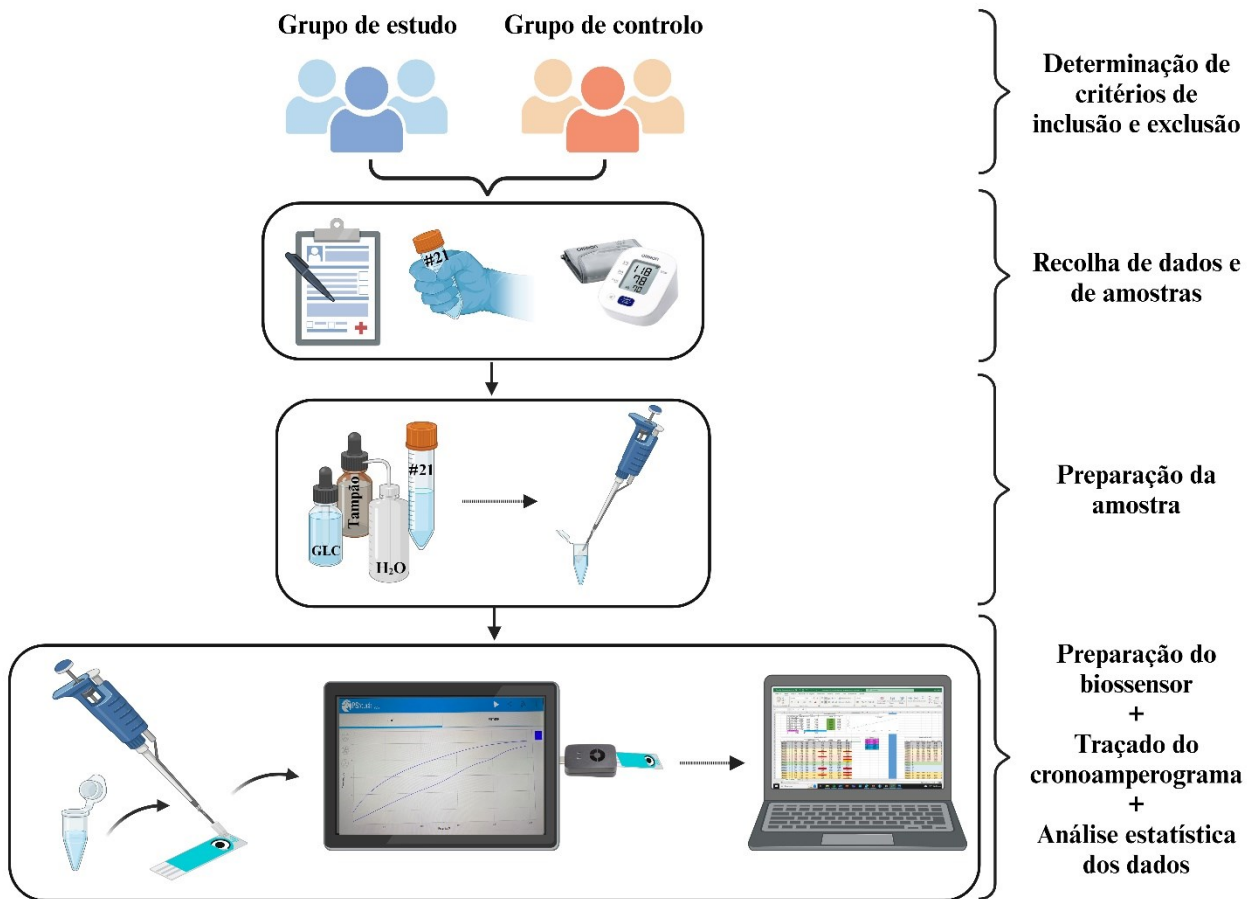 Grupo de estudo
Grupo de controlo
Determinação de
critérios de
inclusão e exclusão
#21
118
78
Recolha de dados e
de amostras
GLC
Tampão
H₂O
#21
Preparação da
amostra
PSTouch
Preparação do
biossensor
+
Traçado do
cronoamperograma
+
Análise estatística
dos dados